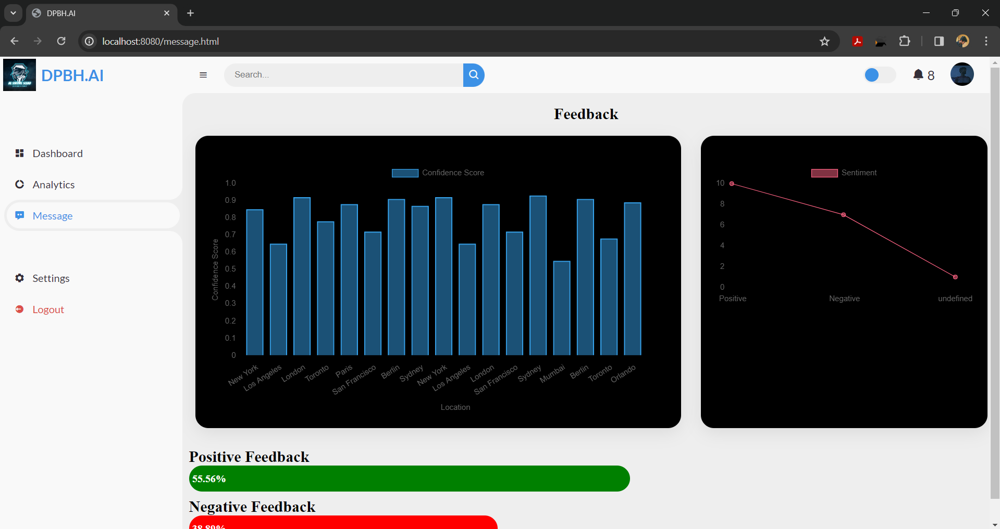 DPBH.AI
localhost:8080/message.html
DPBH.AI
Search...
8
Dashboard
Analytics
Message
Settings
Logout
Feedback
Confidence Score
1.0
0.9
0.8
0.7
0.6
0.5
0.4
0.3
0.2
0.1
0
Confidence Score
New York
Los Angeles
London
Toronto
Paris
San Francisco
Berlin
Sydney
New York
Los Angeles
London
San Francisco
Sydney
Mumbai
Berlin
Toronto
Orlando
Location
Sentiment
10
8
6
4
2
0
Positive
Negative
undefined
Positive Feedback
55.56%
Negative Feedback
38.89%